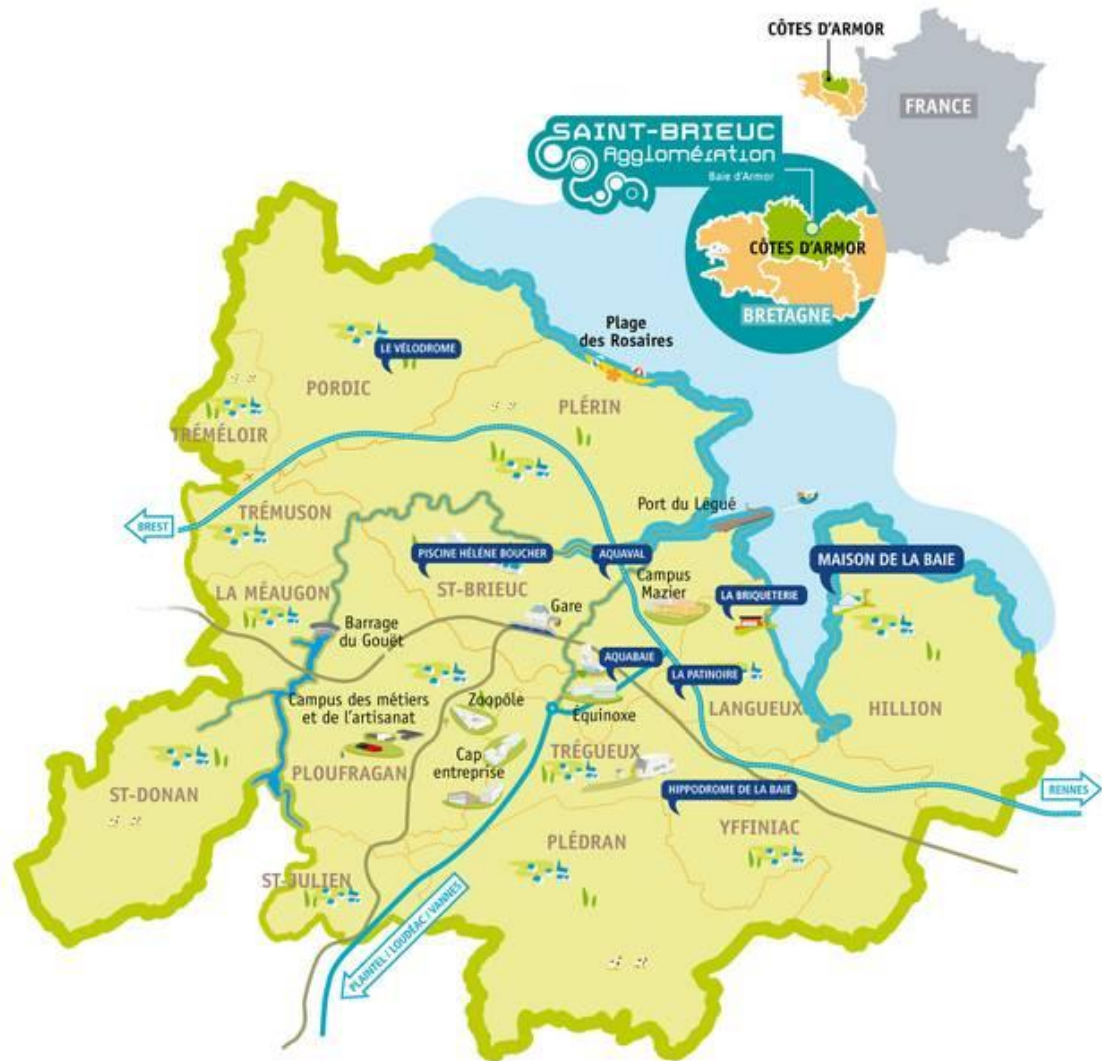 CÔTES D'ARMOR
FRANCE
SAINT-BRIEUC
Agglomération
Baie d'Armor
CÔTES D'ARMOR
BRETAGNE
Plage
des Rosaires
LE VÉLODROME
PORDIC
PLÉRIN
TRÉMÉLOIR
Port du Légué
TRÉMUSON
BREST
PISCINE HÉLÈNE BOUCHER
AQUAVAL
MAISON DE LA BAIE
Campus
Mazier
ST-BRIEUC
LA MÉAUGON
LA BRIQUETERIE
Gare
Barrage
du Gouët
AQUABAIE
LA PATINOIRE
Campus des métiers
et de l'artisanat
Zoopôle
Équinoxe
LANGUEUX
HILLION
Cap
entreprise
TRÉGUEUX
PLOUFRAGAN
ST-DONAN
HIPPODROME DE LA BAIE
RENNES
YFFINIAC
PLÉDRAN
ST-JULIEN
PLAINTEL / LOUDÉAC / VANNES